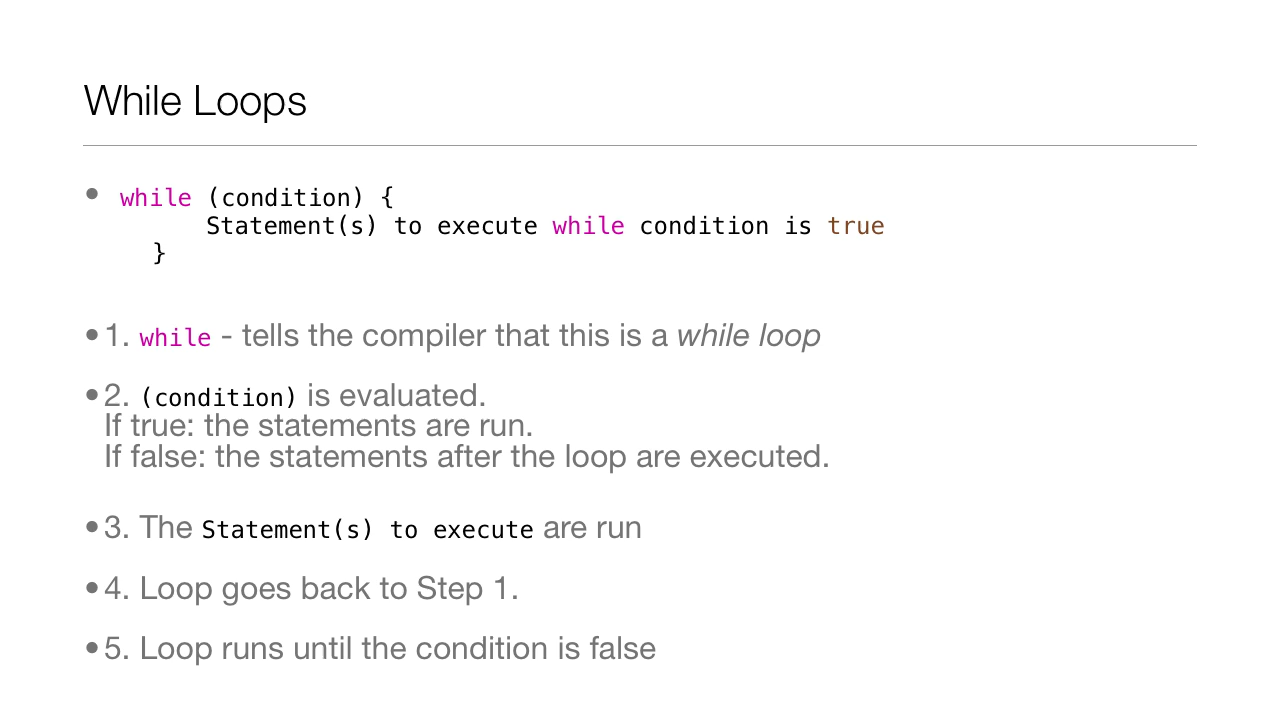 While Loops
• while (condition) {
Statement(s) to execute while condition is true
}
• 1. while - tells the compiler that this is a while loop
• 2. (condition) is evaluated.
If true: the statements are run.
If false: the statements after the loop are executed.
• 3. The Statement(s) to execute are run
• 4. Loop goes back to Step 1.
• 5. Loop runs until the condition is false